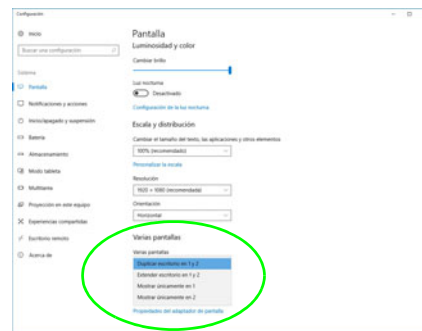 Configuración
Inicio
Buscar una configuración
Sistema
Pantalla
Notificaciones y acciones
Inicio/apagado y suspensión
Batería
Almacenamiento
Modo tableta
Multitarea
Proyección en este equipo
Experiencias compartidas
Escritorio remoto
Acerca de
Pantalla
Luminosidad y color
Cambiar brillo
Luz nocturna
Desactivado
Configuración de la luz nocturna
Escala y distribución
Cambiar el tamaño del texto, las aplicaciones y otros elementos
100% (recomendado)
Personalizar la escala
Resolución
1920 × 1080 (recomendado)
Orientación
Horizontal
Varias pantallas
Varias pantallas
Duplicar escritorio en 1 y 2
Extender escritorio en 1 y 2
Mostrar únicamente en 1
Mostrar únicamente en 2
Propiedades del adaptador de pantalla